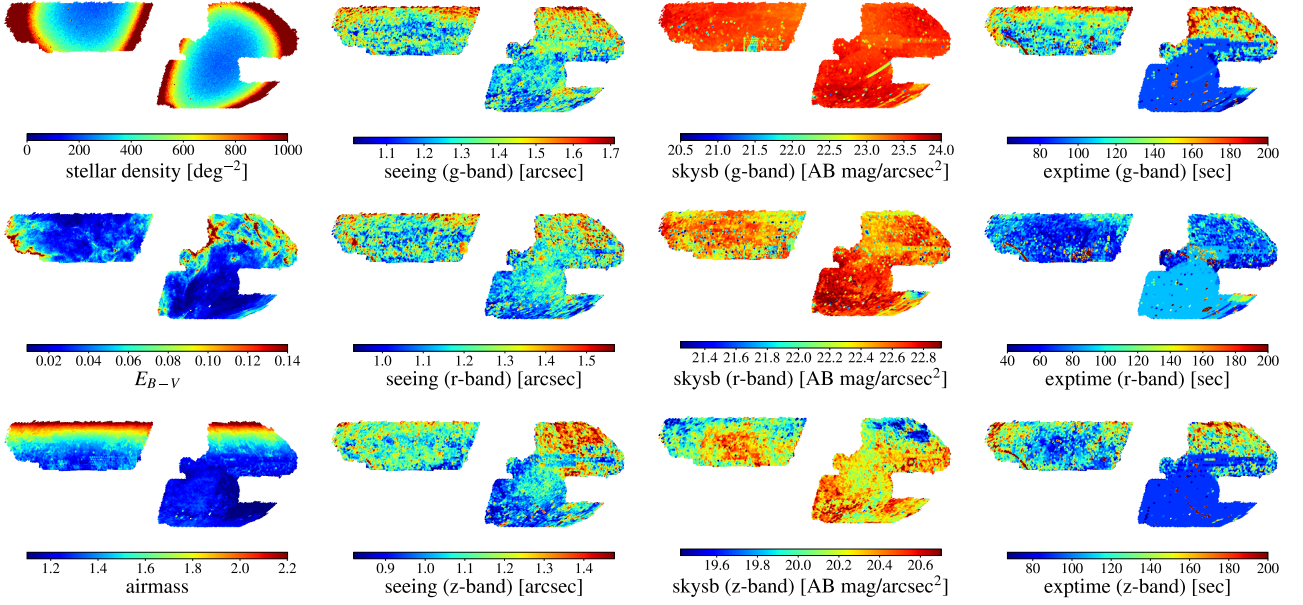 0 200 400 600 800 1000
stellar density [deg⁻²]
1.1 1.2 1.3 1.4 1.5 1.6 1.7
seeing (g-band) [arcsec]
20.5 21.0 21.5 22.0 22.5 23.0 23.5 24.0
skysb (g-band) [AB mag/arcsec²]
80 100 120 140 160 180 200
exptime (g-band) [sec]
0.02 0.04 0.06 0.08 0.10 0.12 0.14
E_{B−V}
1.0 1.1 1.2 1.3 1.4 1.5
seeing (r-band) [arcsec]
21.4 21.6 21.8 22.0 22.2 22.4 22.6 22.8
skysb (r-band) [AB mag/arcsec²]
40 60 80 100 120 140 160 180 200
exptime (r-band) [sec]
1.2 1.4 1.6 1.8 2.0 2.2
airmass
0.9 1.0 1.1 1.2 1.3 1.4
seeing (z-band) [arcsec]
19.6 19.8 20.0 20.2 20.4 20.6
skysb (z-band) [AB mag/arcsec²]
80 100 120 140 160 180 200
exptime (z-band) [sec]